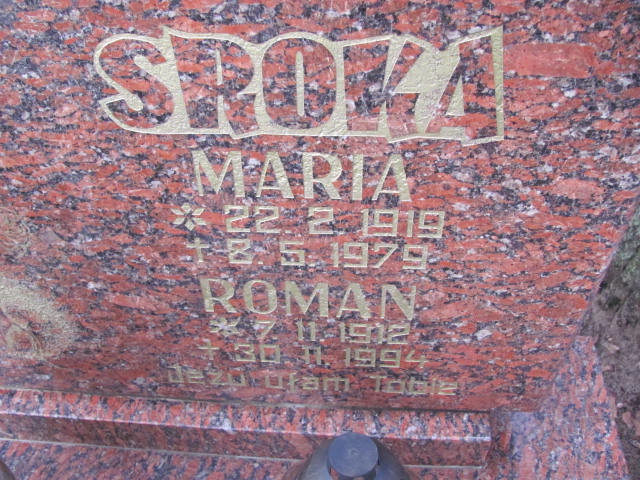 SROKA
MARIA
* 22. 2. 1919
+ 8. 5. 1979
ROMAN
* 7. 11. 1912
+ 30. 11. 1994
Jezu ufam Tobie